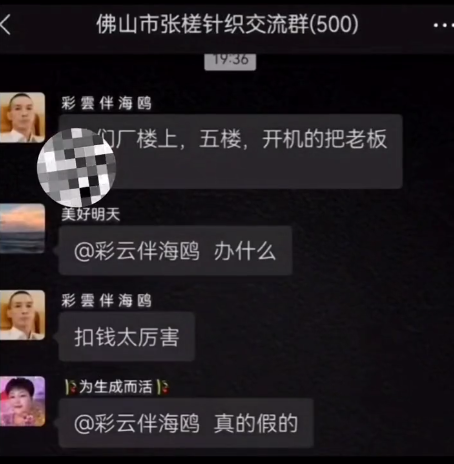 佛山市张槎针织交流群(500)
19:36
彩雲伴海鸥
们厂楼上，五楼，开机的把老板
美好明天
@彩云伴海鸥 办什么
彩雲伴海鸥
扣钱太厉害
为生成而活
@彩云伴海鸥 真的假的